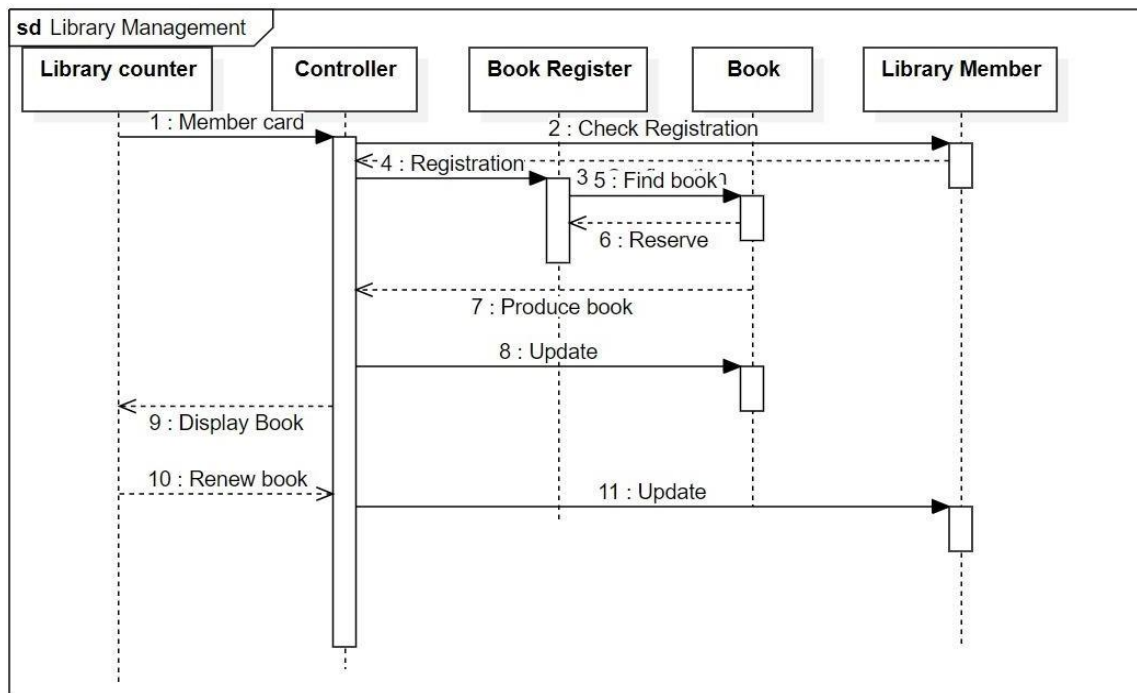 sd Library Management
Library counter
Controller
Book Register
Book
Library Member
1 : Member card
2 : Check Registration
4 : Registration
3
5 : Find book
6 : Reserve
7 : Produce book
8 : Update
9 : Display Book
10 : Renew book
11 : Update